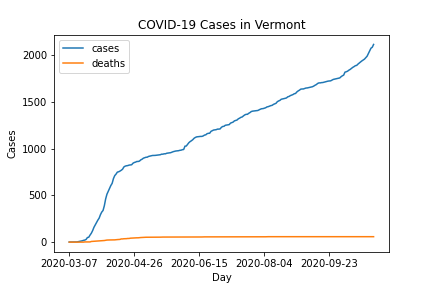 COVID-19 Cases in Vermont
cases
deaths
2000
1500
1000
500
0
Cases
2020-03-07 2020-04-26 2020-06-15 2020-08-04 2020-09-23
Day